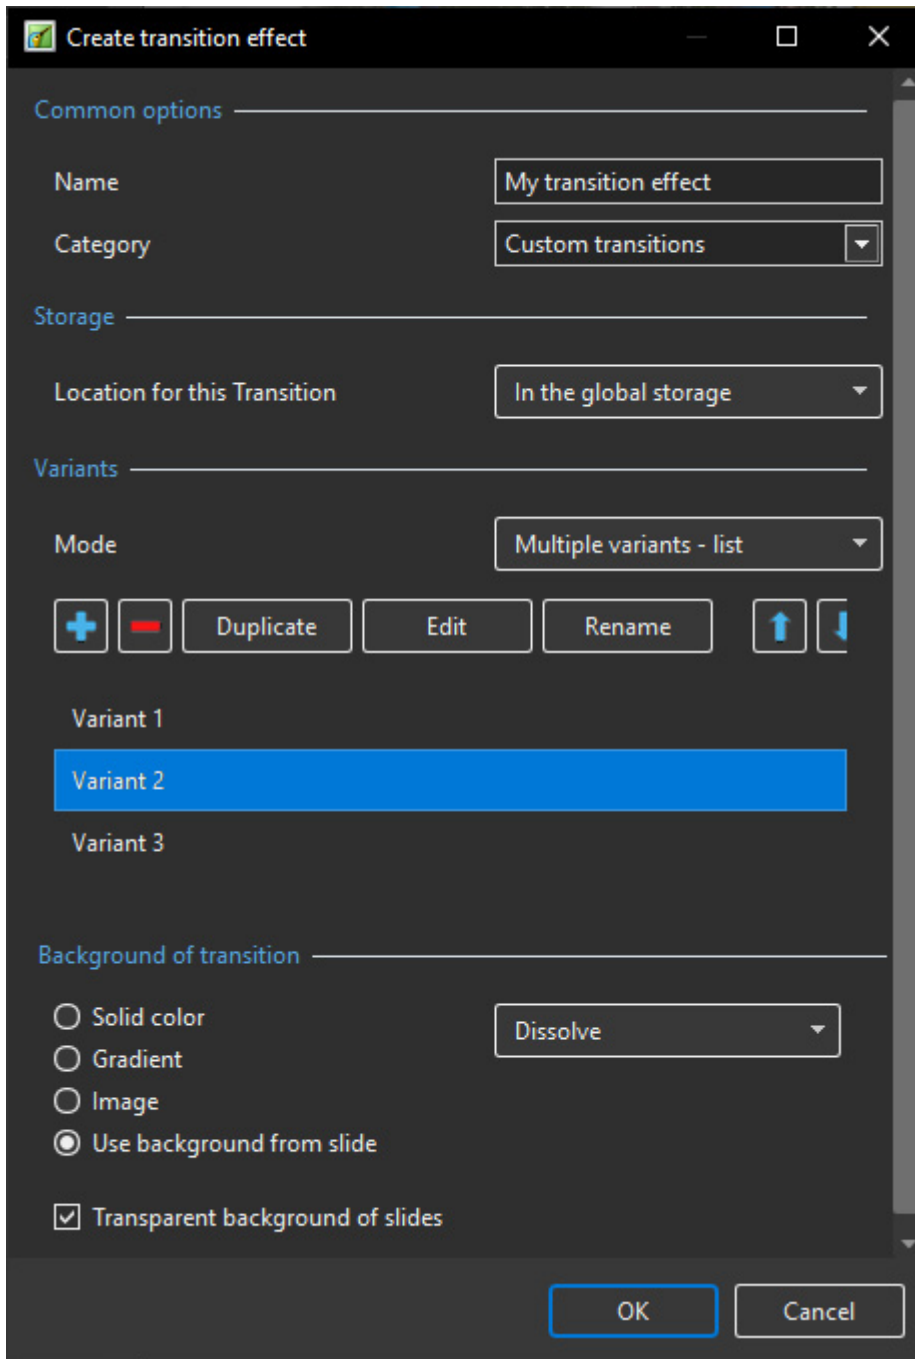 Create transition effect
Common options
Name My transition effect
Category Custom transitions
Storage
Location for this Transition In the global storage
Variants
Mode Multiple variants - list
Duplicate Edit Rename
Variant 1
Variant 2
Variant 3
Background of transition
Solid color Dissolve
Gradient
Image
Use background from slide
Transparent background of slides
OK Cancel